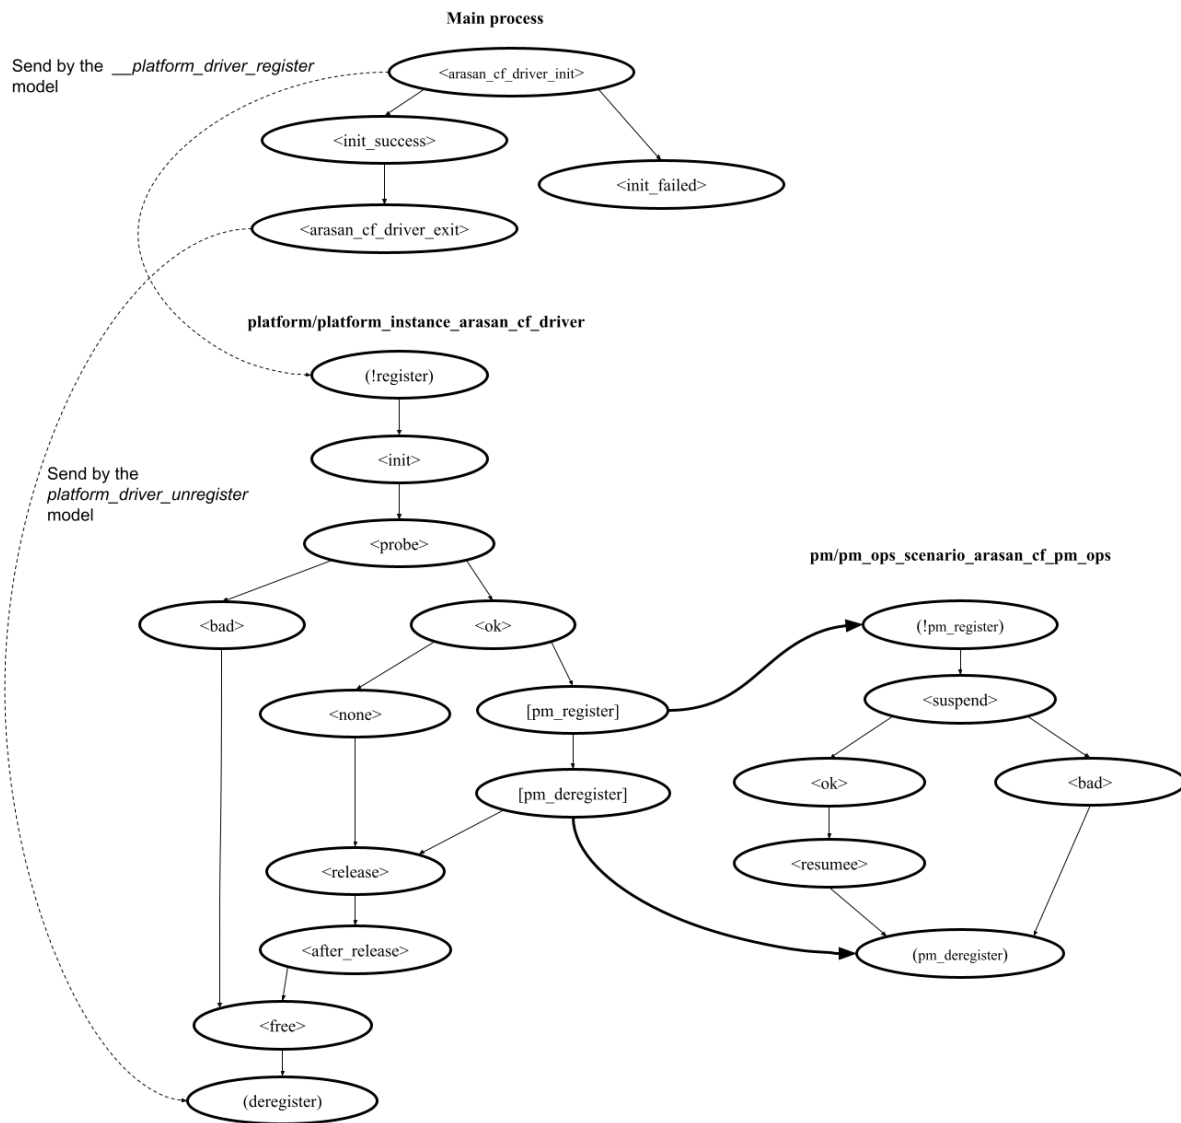 Main process
Send by the __platform_driver_register
model
<arasan_cf_driver_init>
<init_success>
<init_failed>
<arasan_cf_driver_exit>
platform/platform_instance_arasan_cf_driver
(!register)
<init>
Send by the
platform_driver_unregister
model
<probe>
pm/pm_ops_scenario_arasan_cf_pm_ops
<bad>
<ok>
(!pm_register)
<none>
[pm_register]
<suspend>
[pm_deregister]
<ok>
<bad>
<release>
<resumee>
<after_release>
(pm_deregister)
<free>
(deregister)